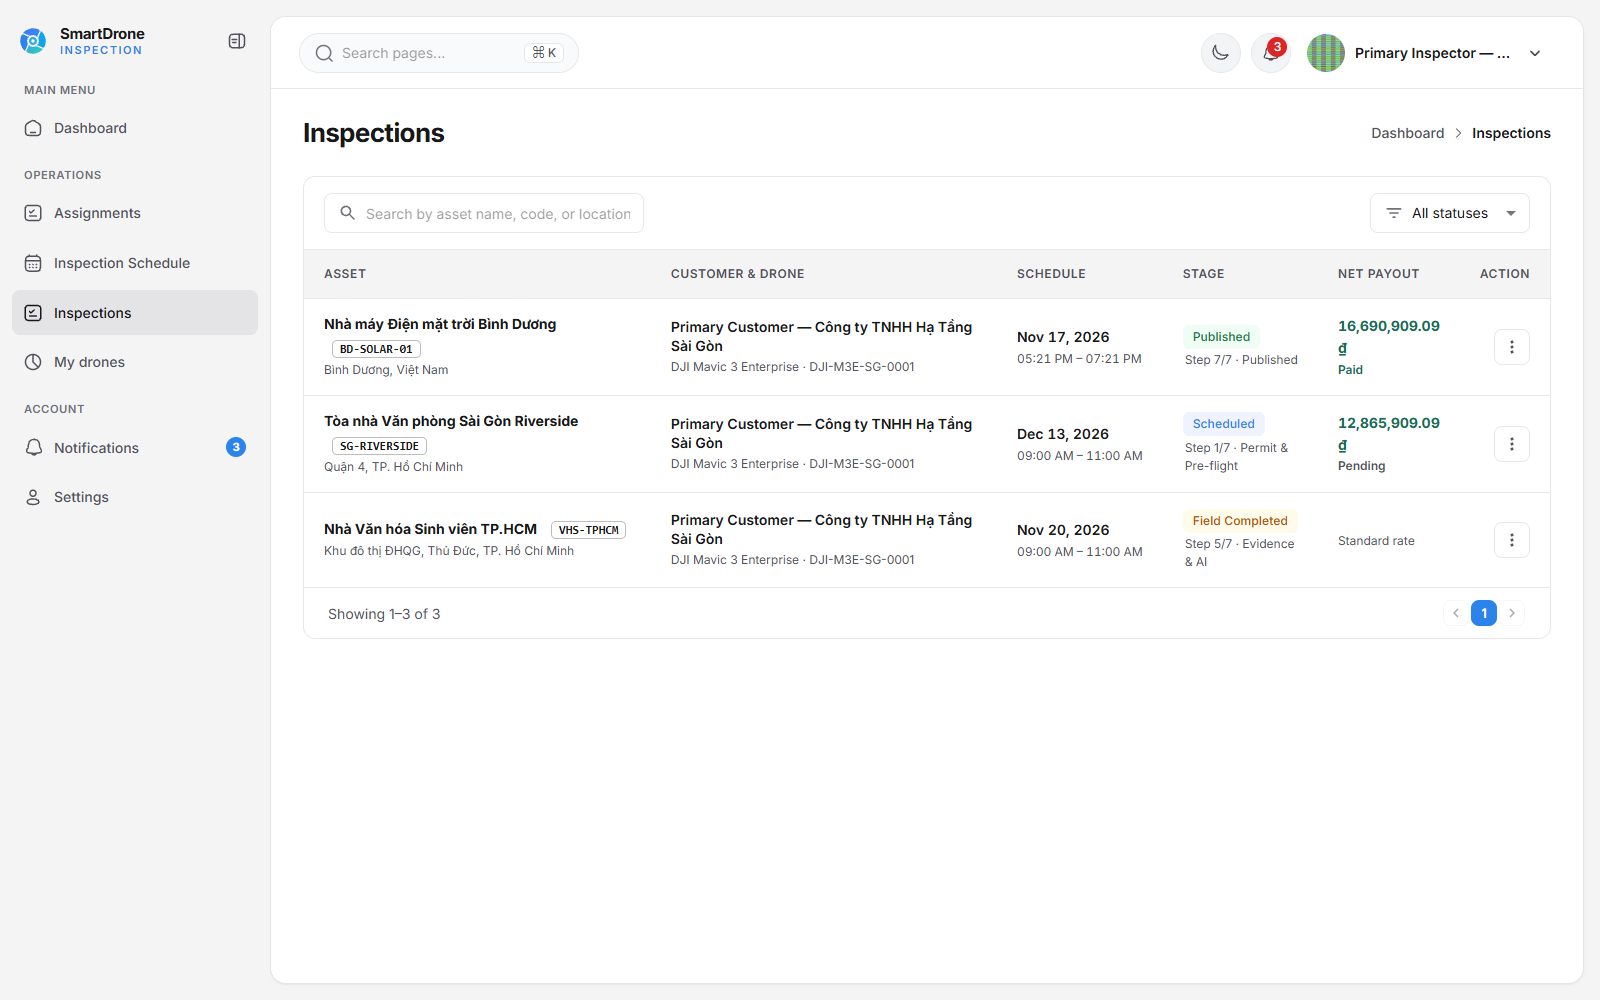 SmartDrone
INSPECTION
MAIN MENU
Dashboard
OPERATIONS
Assignments
Inspection Schedule
Inspections
My drones
ACCOUNT
Notifications 3
Settings
Search pages... ⌘ K
3
Primary Inspector — ...
Inspections
Dashboard > Inspections
Search by asset name, code, or location
All statuses
ASSET CUSTOMER & DRONE SCHEDULE STAGE NET PAYOUT ACTION
Nhà máy Điện mặt trời Bình Dương
BD-SOLAR-01
Bình Dương, Việt Nam
Primary Customer — Công ty TNHH Hạ Tầng
Sài Gòn
DJI Mavic 3 Enterprise · DJI-M3E-SG-0001
Nov 17, 2026
05:21 PM – 07:21 PM
Published
Step 7/7 · Published
16,690,909.09
₫
Paid
Tòa nhà Văn phòng Sài Gòn Riverside
SG-RIVERSIDE
Quận 4, TP. Hồ Chí Minh
Primary Customer — Công ty TNHH Hạ Tầng
Sài Gòn
DJI Mavic 3 Enterprise · DJI-M3E-SG-0001
Dec 13, 2026
09:00 AM – 11:00 AM
Scheduled
Step 1/7 · Permit &
Pre-flight
12,865,909.09
₫
Pending
Nhà Văn hóa Sinh viên TP.HCM VHS-TPHCM
Khu đô thị ĐHQG, Thủ Đức, TP. Hồ Chí Minh
Primary Customer — Công ty TNHH Hạ Tầng
Sài Gòn
DJI Mavic 3 Enterprise · DJI-M3E-SG-0001
Nov 20, 2026
09:00 AM – 11:00 AM
Field Completed
Step 5/7 · Evidence
& AI
Standard rate
Showing 1–3 of 3
1